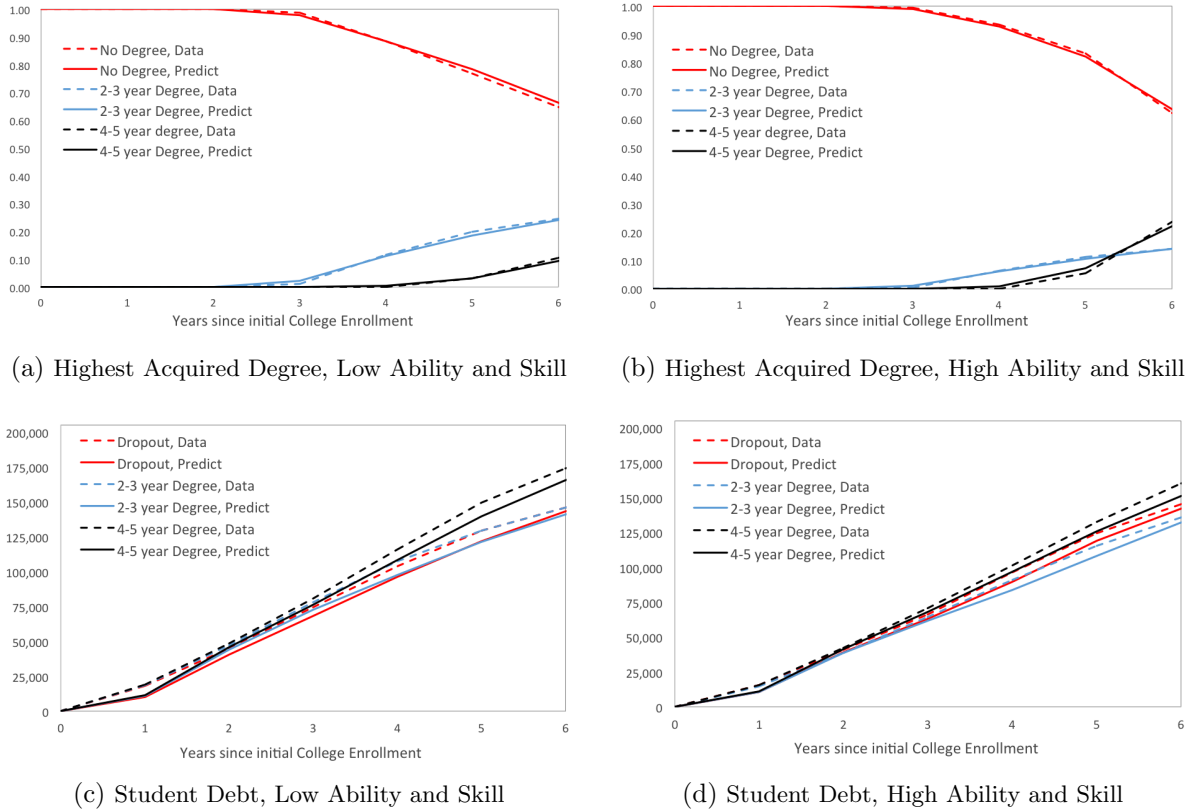 1.00
0.90
0.80
0.70
0.60
0.50
0.40
0.30
0.20
0.10
0.00
No Degree, Data
No Degree, Predict
2-3 year Degree, Data
2-3 year Degree, Predict
4-5 year degree, Data
4-5 year Degree, Predict
0 1 2 3 4 5 6
Years since initial College Enrollment
(a) Highest Acquired Degree, Low Ability and Skill
1.00
0.90
0.80
0.70
0.60
0.50
0.40
0.30
0.20
0.10
0.00
No Degree, Data
No Degree, Predict
2-3 year Degree, Data
2-3 year Degree, Predict
4-5 year degree, Data
4-5 year Degree, Predict
0 1 2 3 4 5 6
Years since initial College Enrollment
(b) Highest Acquired Degree, High Ability and Skill
200,000
175,000
150,000
125,000
100,000
75,000
50,000
25,000
0
Dropout, Data
Dropout, Predict
2-3 year Degree, Data
2-3 year Degree, Predict
4-5 year Degree, Data
4-5 year Degree, Predict
0 1 2 3 4 5 6
Years since initial College Enrollment
(c) Student Debt, Low Ability and Skill
200,000
175,000
150,000
125,000
100,000
75,000
50,000
25,000
0
Dropout, Data
Dropout, Predict
2-3 year Degree, Data
2-3 year Degree, Predict
4-5 year Degree, Data
4-5 year Degree, Predict
0 1 2 3 4 5 6
Years since initial College Enrollment
(d) Student Debt, High Ability and Skill